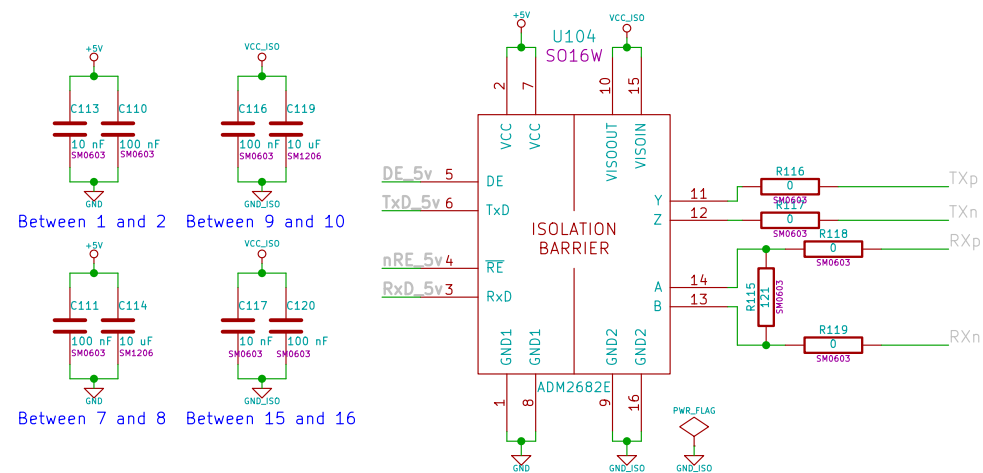 +5V
C113
C110
10 nF
100 nF
SM0603
SM0603
GND
Between 1 and 2
VCC_ISO
C116
C119
100 nF
10 uF
SM0603
SM1206
GND_ISO
Between 9 and 10
+5V
C111
C114
100 nF
10 uF
SM0603
SM1206
GND
Between 7 and 8
VCC_ISO
C117
C120
10 nF
100 nF
SM0603
SM0603
GND_ISO
Between 15 and 16
+5V
VCC_ISO
U104
SO16W
2
7
10
15
VCC
VCC
VISOOUT
VISOIN
DE_5v
5
DE
TxD_5v
6
TxD
nRE_5v
4
RE
RxD_5v
3
RxD
ISOLATION
BARRIER
Y
11
Z
12
A
14
B
13
GND1
GND1
GND2
GND2
ADM2682E
1
8
9
16
GND
GND_ISO
PWR_FLAG
GND_ISO
R116
0
SM0603
TXp
R117
0
SM0603
TXn
R118
0
SM0603
RXp
R115
121
SM0603
R119
0
SM0603
RXn